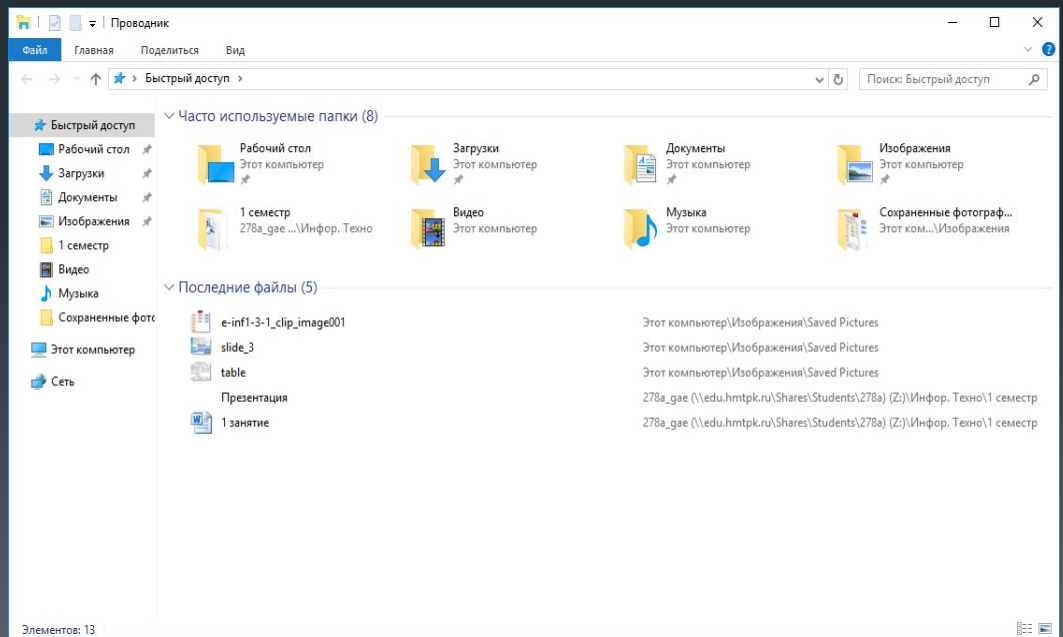 Проводник
Файл Главная Поделиться Вид
Быстрый доступ
Поиск: Быстрый доступ
Быстрый доступ
Рабочий стол
Загрузки
Документы
Изображения
1 семестр
Видео
Музыка
Сохраненные фото
Этот компьютер
Сеть
Часто используемые папки (8)
Рабочий стол
Этот компьютер
Загрузки
Этот компьютер
Документы
Этот компьютер
Изображения
Этот компьютер
1 семестр
278a_gae ...\Инфор. Техно
Видео
Этот компьютер
Музыка
Этот компьютер
Сохраненные фотограф...
Этот ком...\Изображения
Последние файлы (5)
e-inf1-3-1_clip_image001 Этот компьютер\Изображения\Saved Pictures
slide_3 Этот компьютер\Изображения\Saved Pictures
table Этот компьютер\Изображения\Saved Pictures
Презентация 278a_gae (\\edu.hmtpk.ru\Shares\Students\278a) (Z:)\Инфор. Техно\1 семестр
1 занятие 278a_gae (\\edu.hmtpk.ru\Shares\Students\278a) (Z:)\Инфор. Техно\1 семестр
Элементов: 13